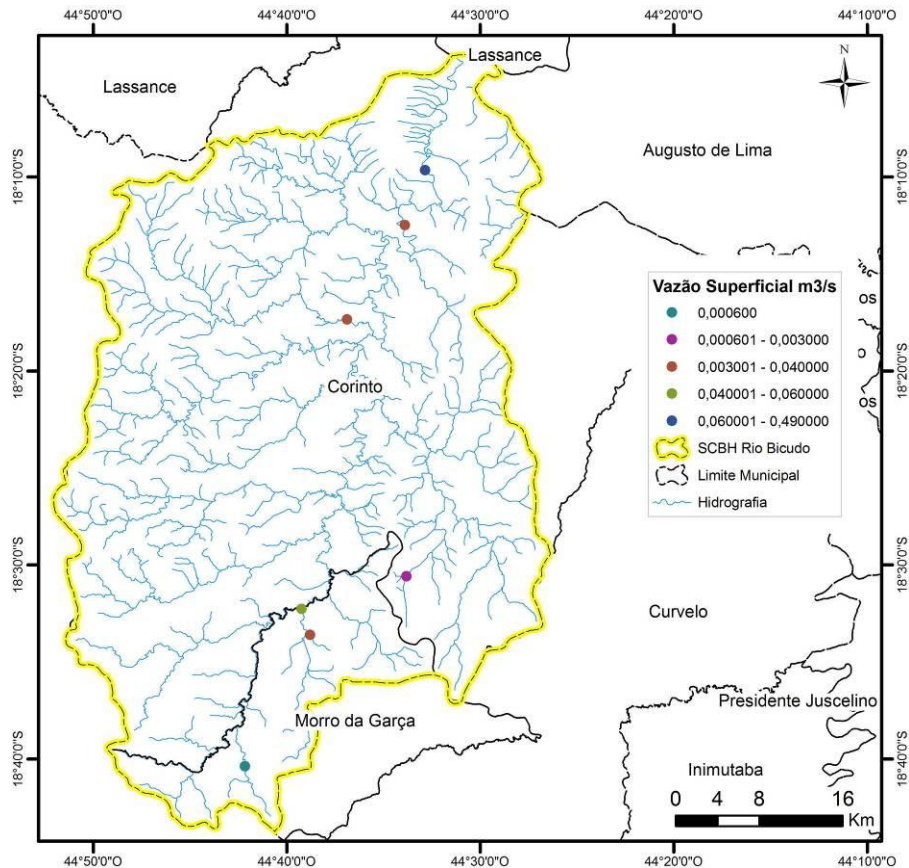 44°50'0"O 44°40'0"O 44°30'0"O 44°20'0"O 44°10'0"O
Lassance
Lassance
N
Augusto de Lima
18°10'0"S
18°10'0"S
Vazão Superficial m3/s
0,000600
0,000601 - 0,003000
0,003001 - 0,040000
0,040001 - 0,060000
0,060001 - 0,490000
SCBH Rio Bicudo
Limite Municipal
Hidrografia
OS
OS
18°20'0"S
18°20'0"S
Corinto
18°30'0"S
18°30'0"S
Curvelo
Presidente Juscelino
Morro da Garça
Inimutaba
18°40'0"S
18°40'0"S
0 4 8 16
Km
44°50'0"O 44°40'0"O 44°30'0"O 44°20'0"O 44°10'0"O